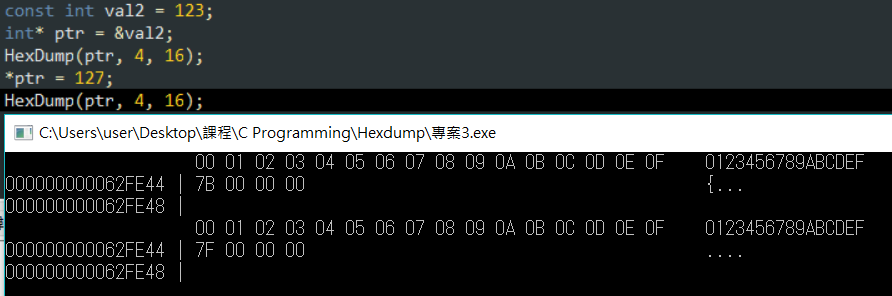 const int val2 = 123;
int* ptr = &val2;
HexDump(ptr, 4, 16);
*ptr = 127;
HexDump(ptr, 4, 16);
C:\Users\user\Desktop\課程\C Programming\Hexdump\專案3.exe
00 01 02 03 04 05 06 07 08 09 0A 0B 0C 0D 0E 0F 0123456789ABCDEF
000000000062FE44 | 7B 00 00 00 {...
000000000062FE48 |
00 01 02 03 04 05 06 07 08 09 0A 0B 0C 0D 0E 0F 0123456789ABCDEF
000000000062FE44 | 7F 00 00 00 ....
000000000062FE48 |